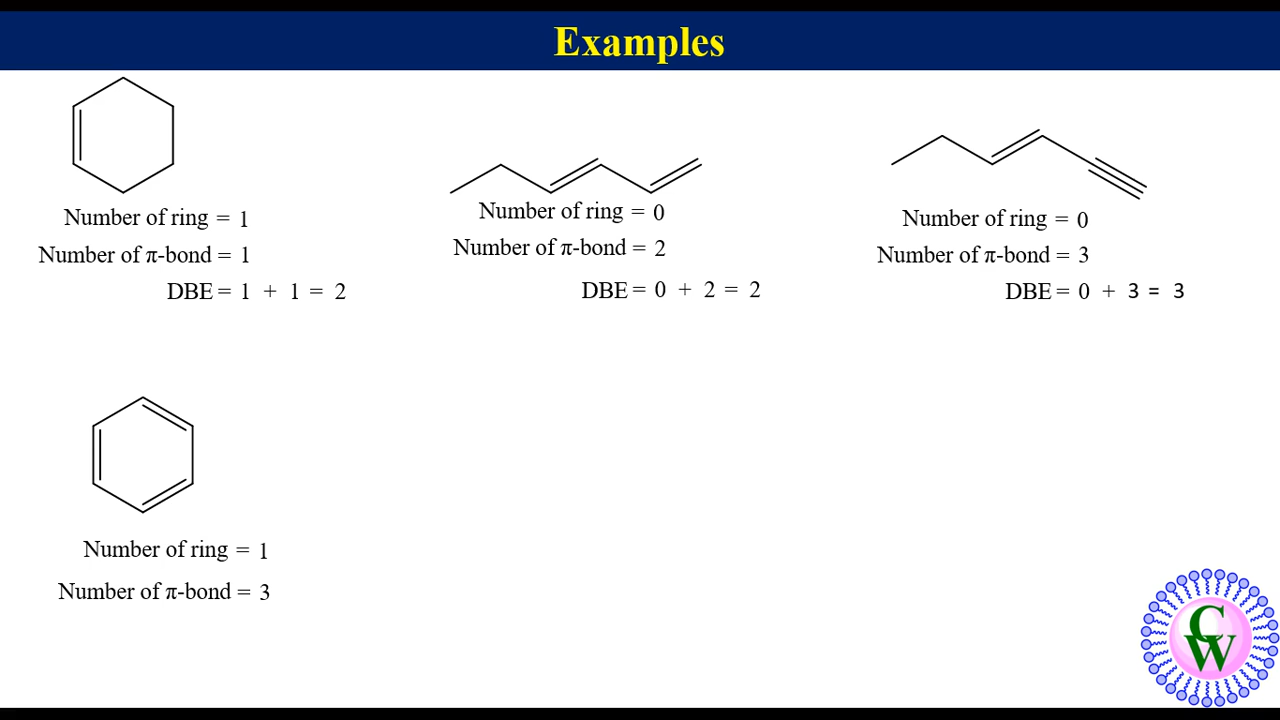 Examples
Number of ring = 1
Number of π-bond = 1
DBE = 1 + 1 = 2
Number of ring = 0
Number of π-bond = 2
DBE = 0 + 2 = 2
Number of ring = 0
Number of π-bond = 3
DBE = 0 + 3 = 3
Number of ring = 1
Number of π-bond = 3
CW